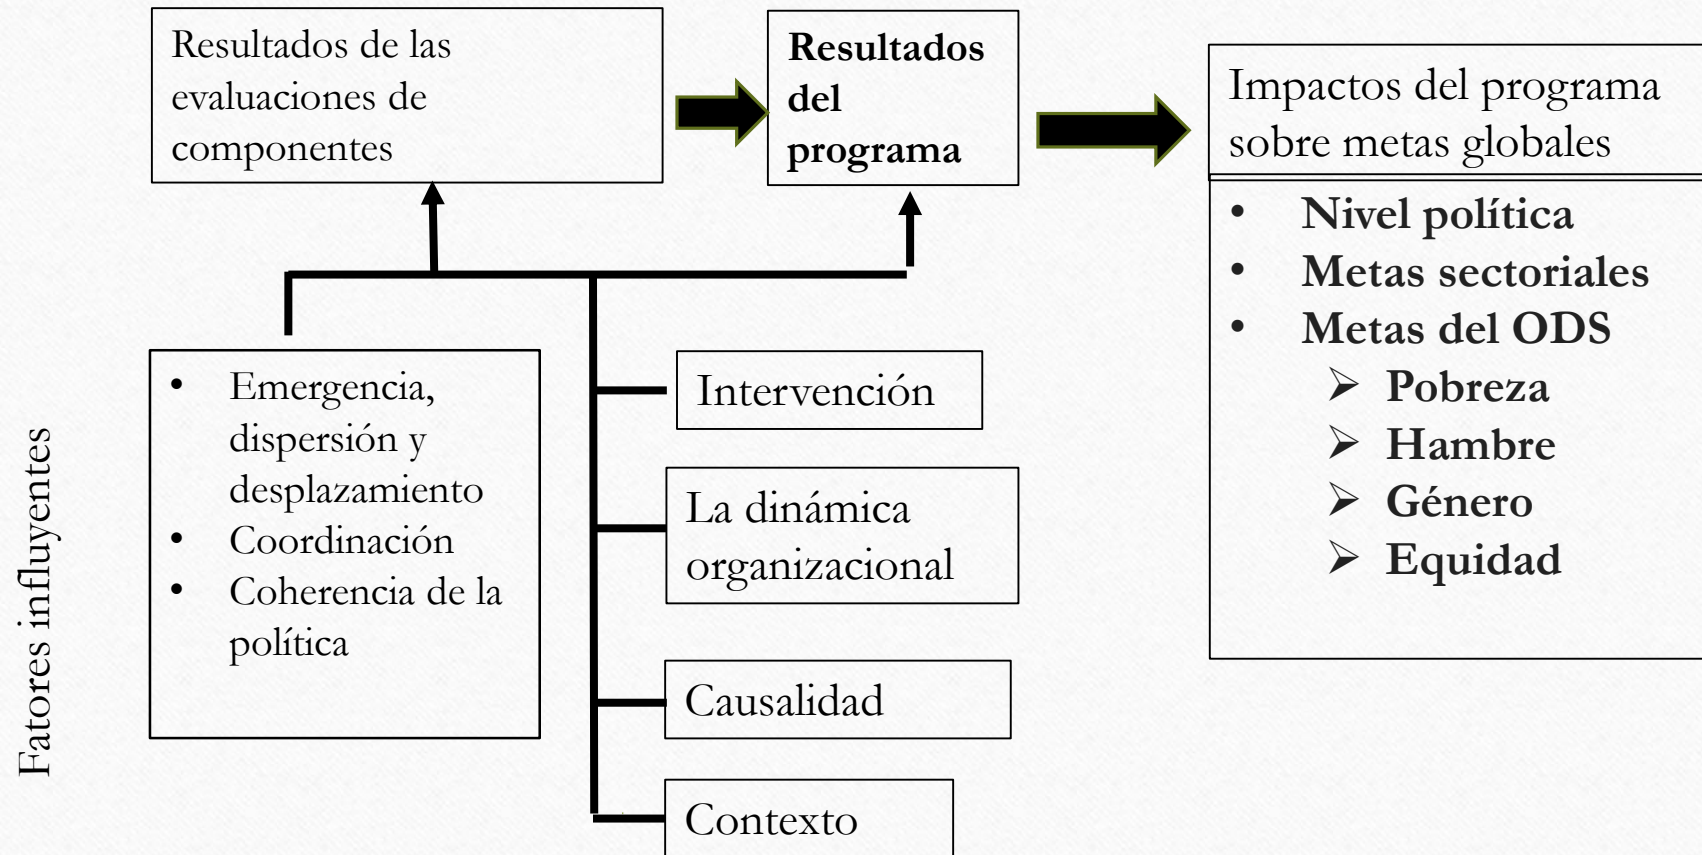 Resultados de las
evaluaciones de
componentes
Resultados
del
programa
Impactos del programa
sobre metas globales
• Nivel política
• Metas sectoriales
• Metas del ODS
➢ Pobreza
➢ Hambre
➢ Género
➢ Equidad
Fatores influyentes
• Emergencia,
dispersión y
desplazamiento
• Coordinación
• Coherencia de la
política
Intervención
La dinámica
organizacional
Causalidad
Contexto